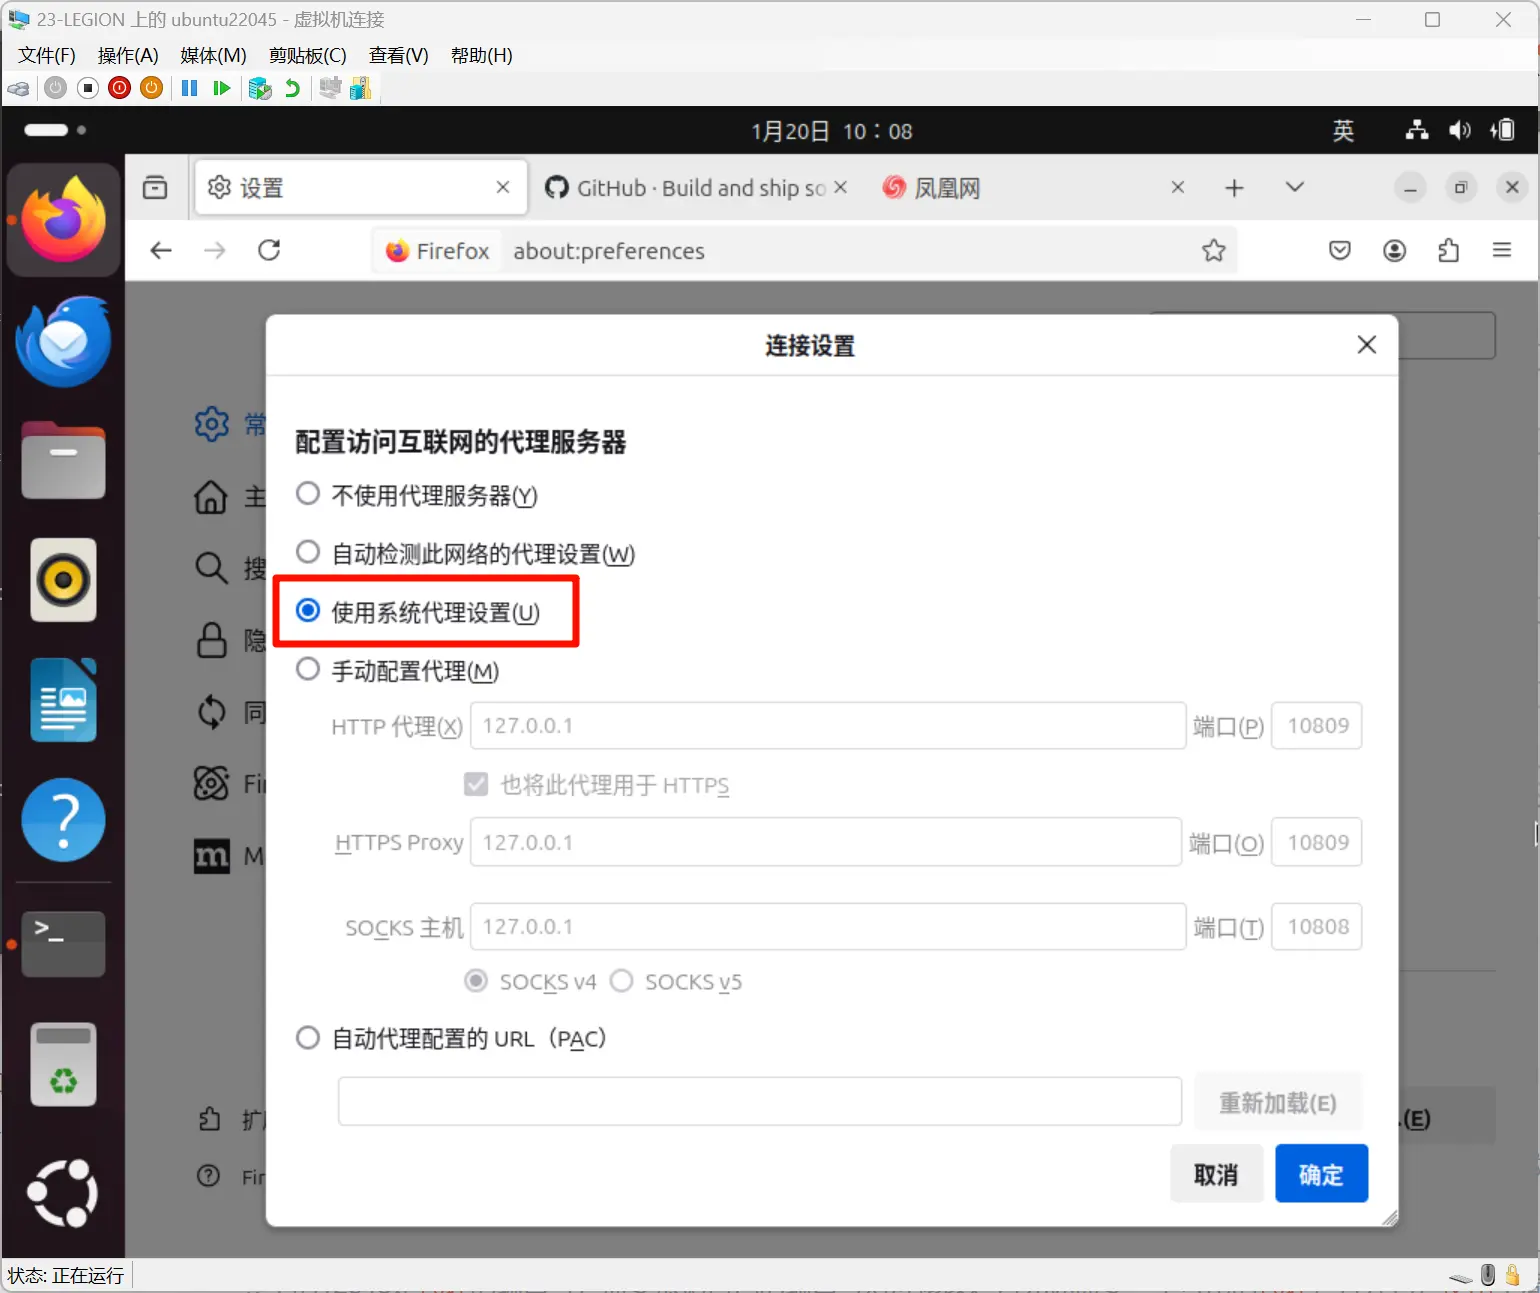 23-LEGION 上的 ubuntu22045 - 虚拟机连接
文件(F) 操作(A) 媒体(M) 剪贴板(C) 查看(V) 帮助(H)
1月20日 10：08 英
设置 GitHub · Build and ship so 凤凰网
Firefox about:preferences
连接设置
常
配置访问互联网的代理服务器
主
不使用代理服务器(Y)
自动检测此网络的代理设置(W)
搜
使用系统代理设置(U)
隐
手动配置代理(M)
同
HTTP 代理(X) 127.0.0.1 端口(P) 10809
Fir
也将此代理用于 HTTPS
M
HTTPS Proxy 127.0.0.1 端口(O) 10809
SOCKS 主机 127.0.0.1 端口(T) 10808
SOCKS v4 SOCKS v5
自动代理配置的 URL（PAC）
重新加载(E)
扩
(E)
取消 确定
Fir
状态: 正在运行